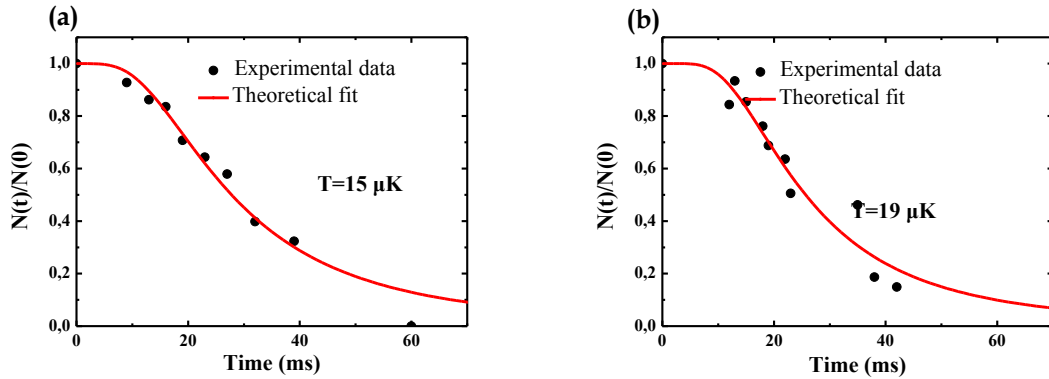 (a)
1,0
0,8
0,6
0,4
0,2
0,0
N(t)/N(0)
Experimental data
Theoretical fit
T=15 μK
0
20
40
60
Time (ms)
(b)
1,0
0,8
0,6
0,4
0,2
0,0
N(t)/N(0)
Experimental data
Theoretical fit
T=19 μK
0
20
40
60
Time (ms)